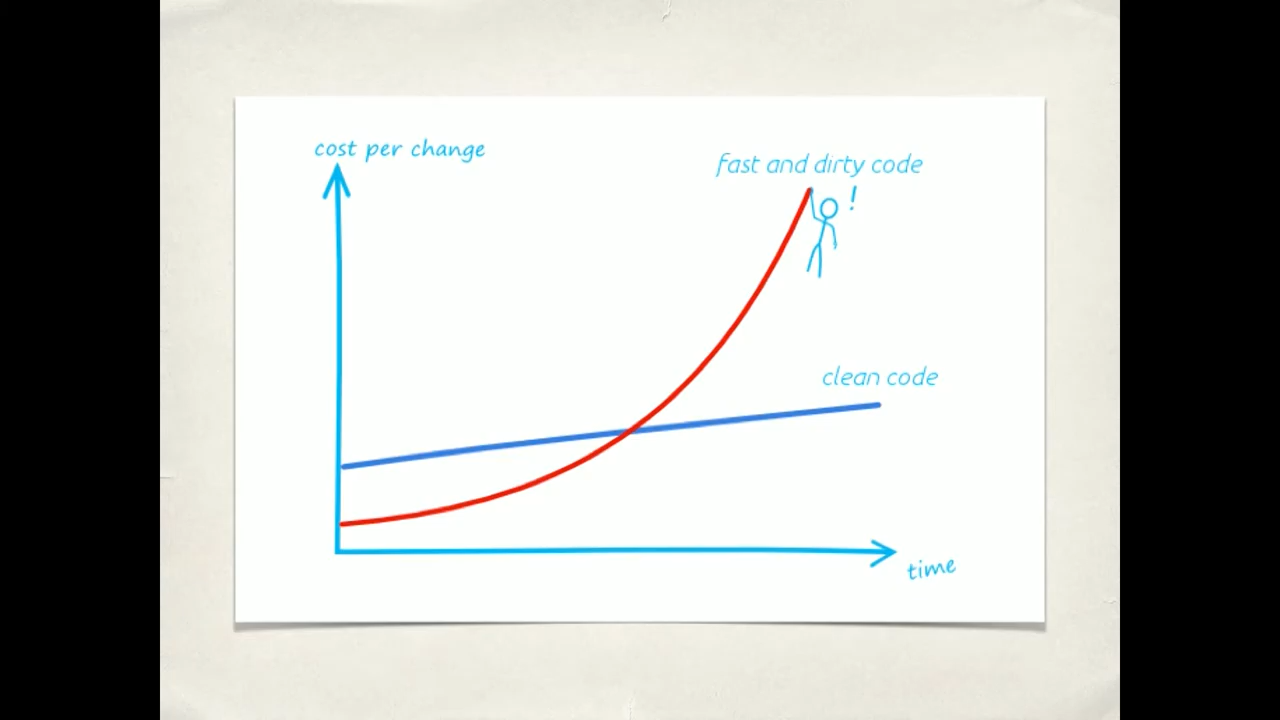 cost per change
fast and dirty code
!
clean code
time